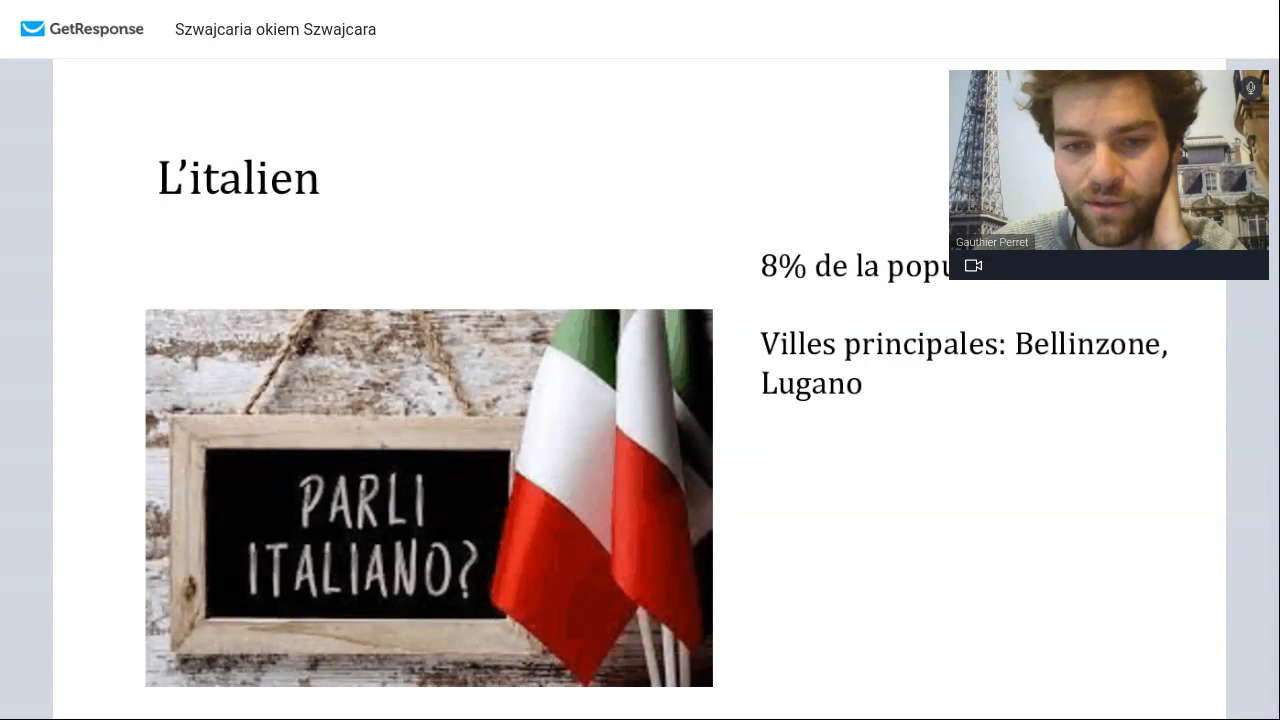 GetResponse
Szwajcaria okiem Szwajcara
L’italien
Gauthier Perret
8% de la popu
Villes principales: Bellinzone,
Lugano
PARLI
ITALIANO?